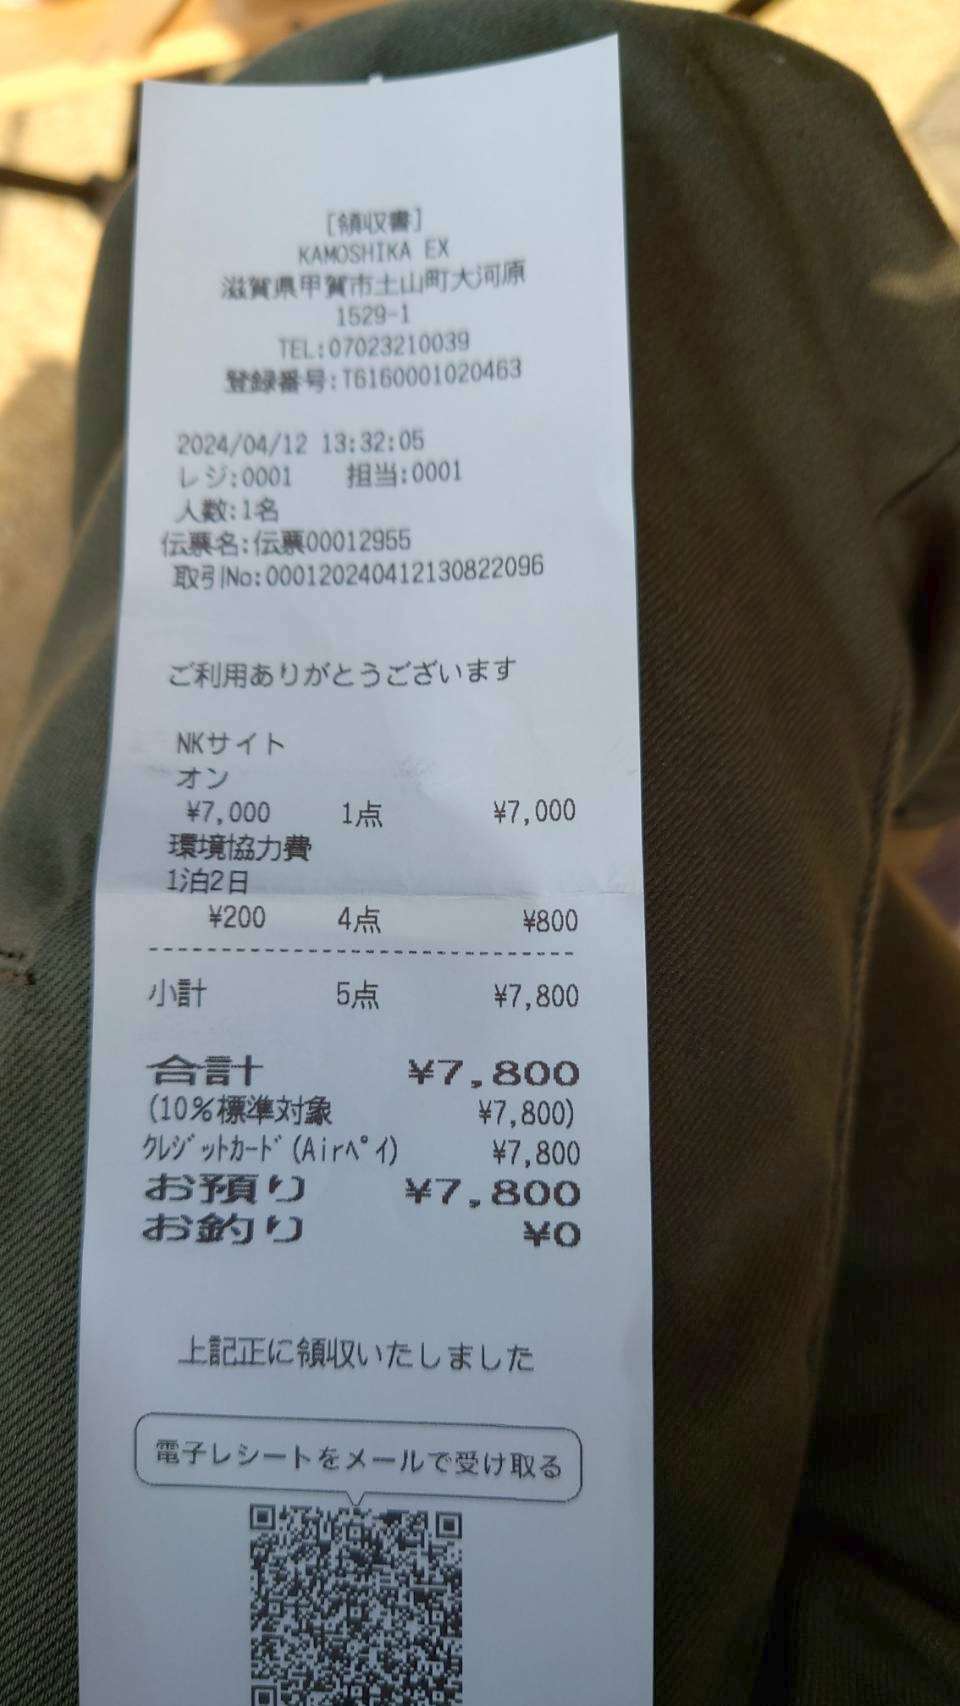 [領収書]
KAMOSHIKA EX
滋賀県甲賀市土山町大河原
1529-1
TEL:07023210039
登録番号:T6160001020463
2024/04/12 13:32:05
レジ:0001 担当:0001
人数:1名
伝票名:伝票00012955
取引No:000120240412130822096
ご利用ありがとうございます
NKサイト
オン
¥7,000 1点 ¥7,000
環境協力費
1泊2日
¥200 4点 ¥800
小計 5点 ¥7,800
合計 ¥7,800
(10%標準対象 ¥7,800)
ｸﾚｼﾞｯﾄｶｰﾄﾞ(Airﾍﾟｲ) ¥7,800
お預り ¥7,800
お釣り ¥0
上記正に領収いたしました
電子レシートをメールで受け取る